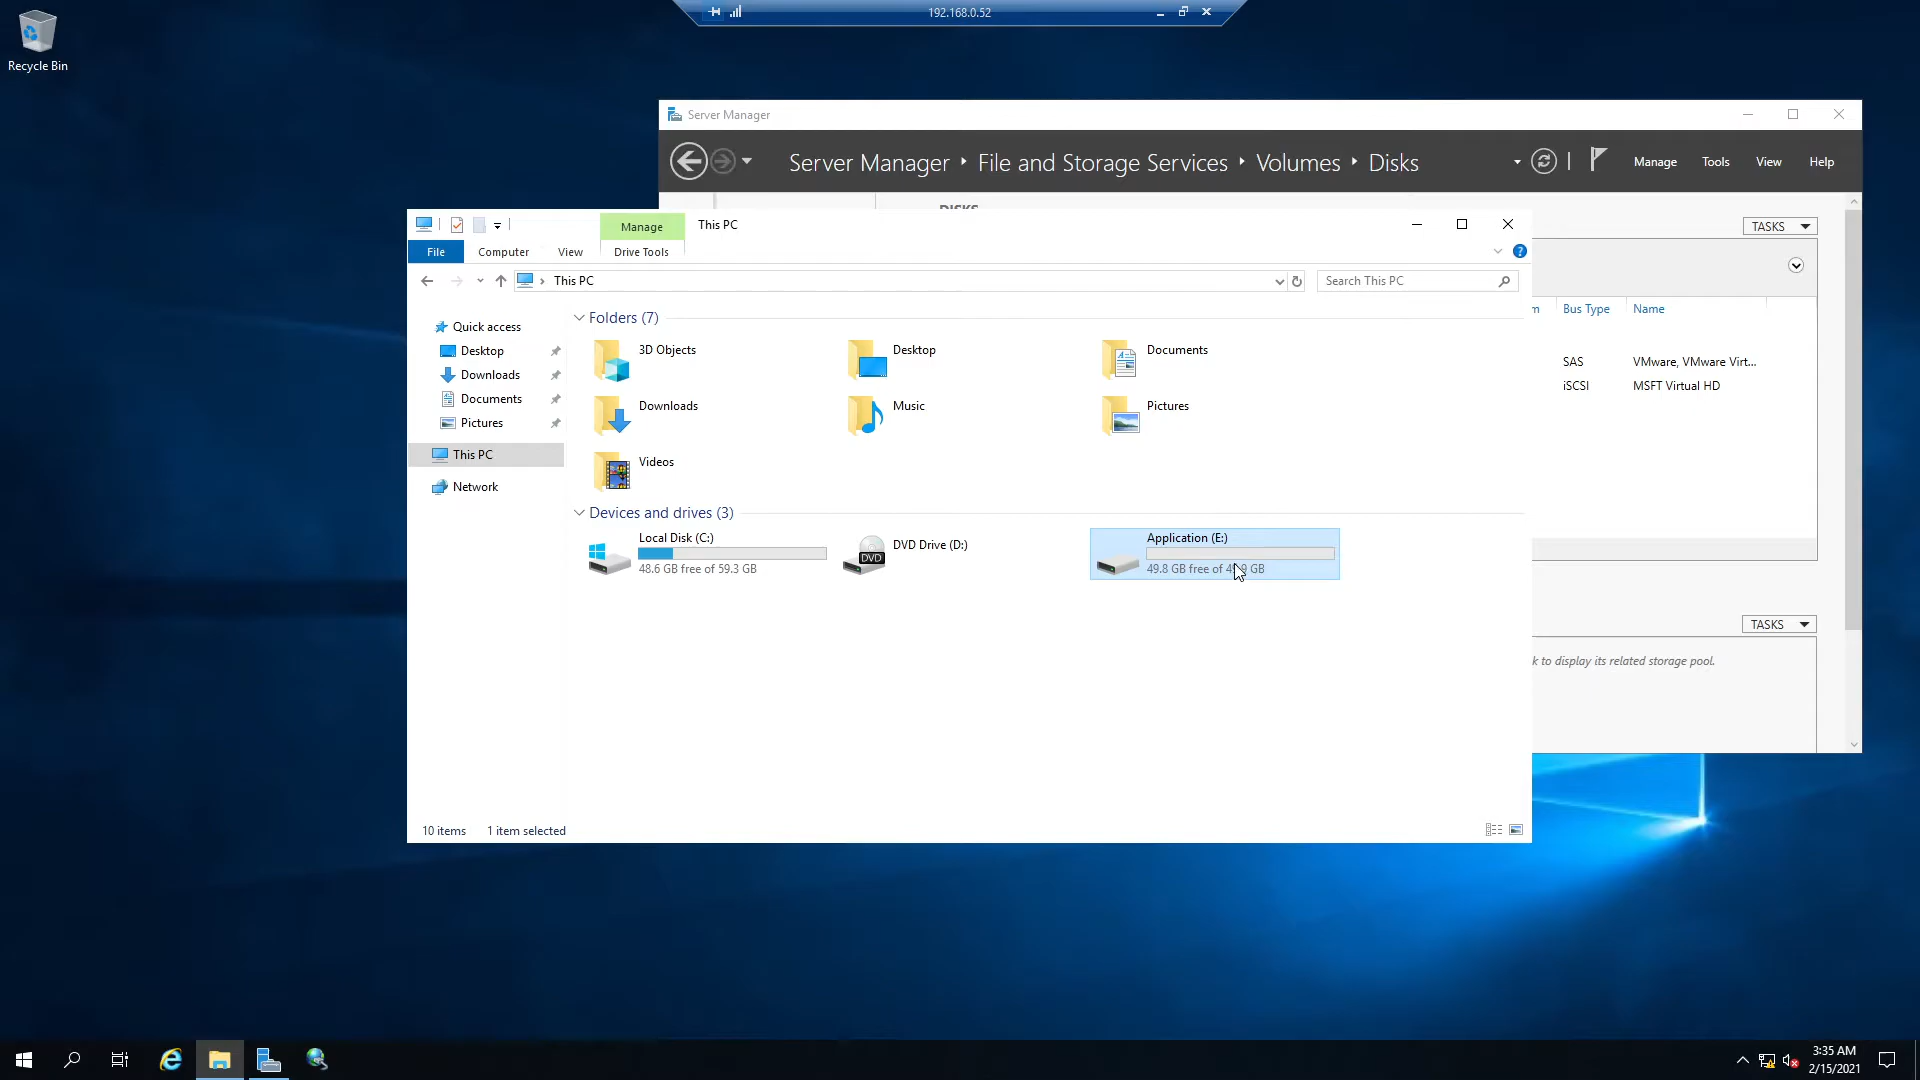 192.168.0.52
Recycle Bin
Server Manager
Server Manager • File and Storage Services • Volumes • Disks
Manage Tools View Help
DISKS
TASKS
Manage
This PC
File Computer View Drive Tools
This PC
Search This PC
Bus Type Name
SAS VMware, VMware Virt...
iSCSI MSFT Virtual HD
Quick access
Desktop
Downloads
Documents
Pictures
This PC
Network
Folders (7)
3D Objects
Desktop
Documents
Downloads
Music
Pictures
Videos
Devices and drives (3)
Local Disk (C:)
48.6 GB free of 59.3 GB
DVD
DVD Drive (D:)
Application (E:)
49.8 GB free of GB
TASKS
k to display its related storage pool.
10 items 1 item selected
3:35 AM
2/15/2021